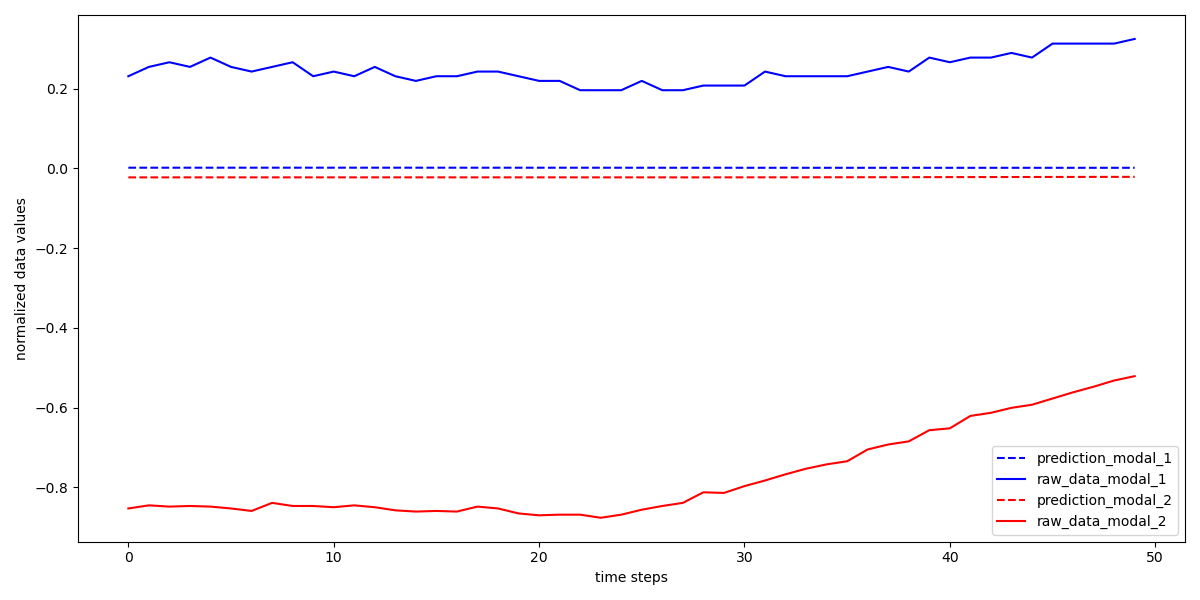 normalized data values
0.2
0.0
−0.2
−0.4
−0.6
−0.8
0
10
20
30
40
50
time steps
prediction_modal_1
raw_data_modal_1
prediction_modal_2
raw_data_modal_2